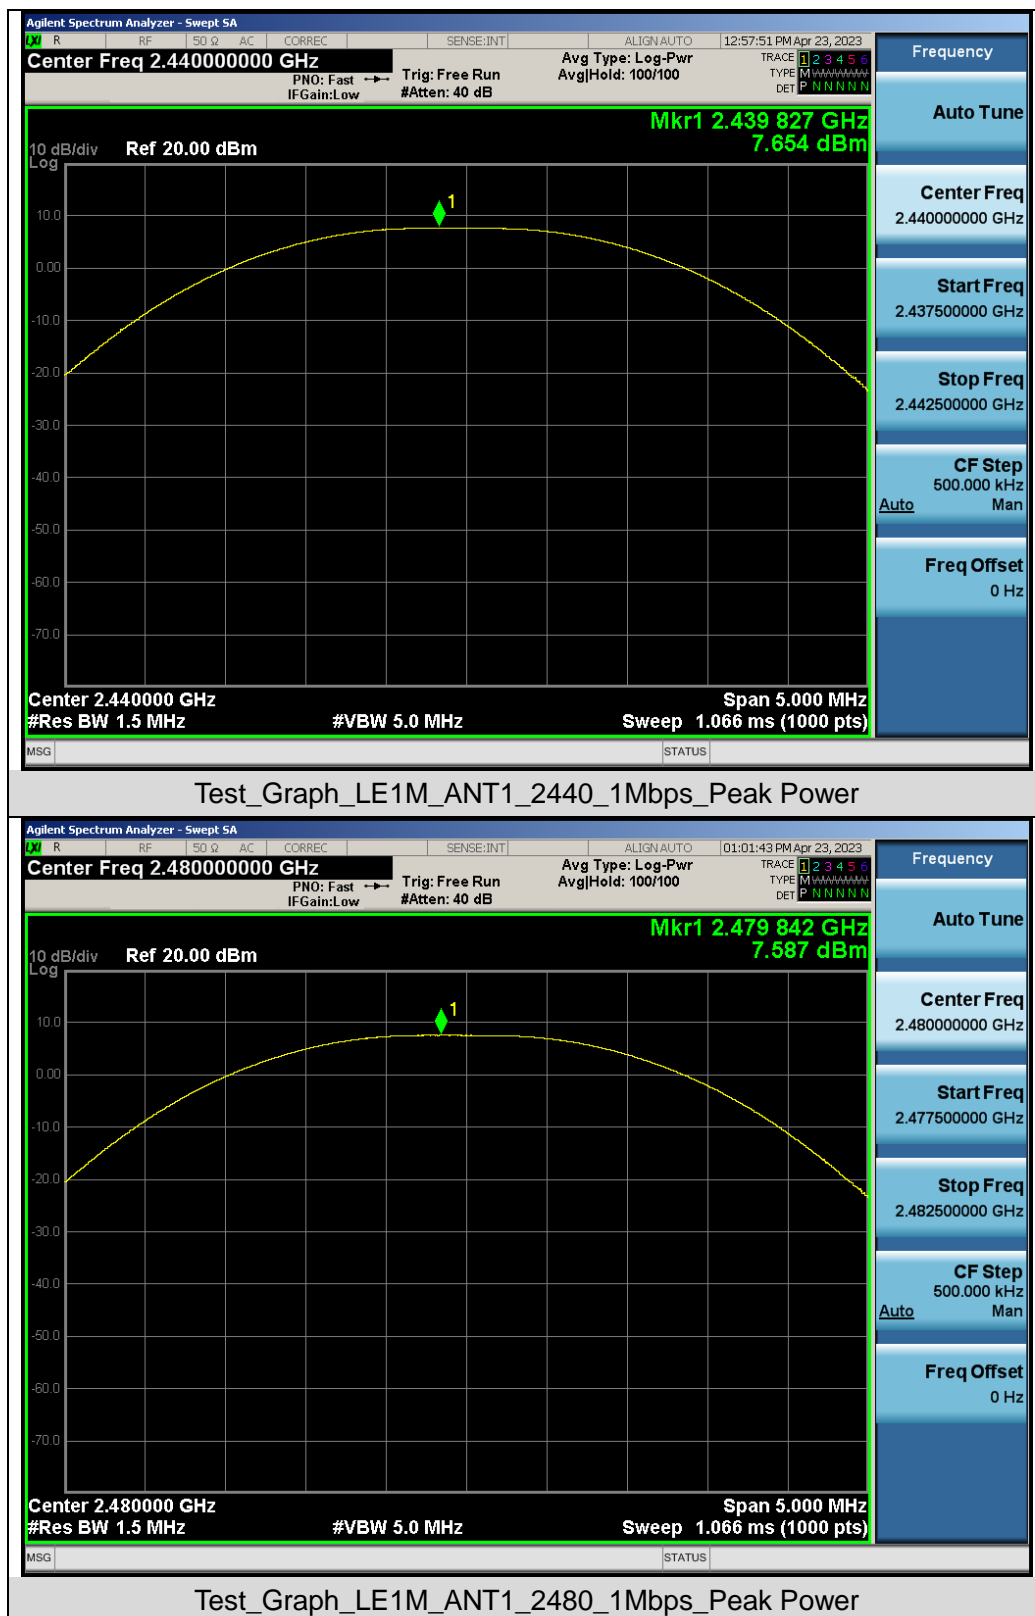 Agilent Spectrum Analyzer - Swept SA
LXI R RF 50 Ω AC CORREC SENSE:INT ALIGN AUTO 12:57:51 PM Apr 23, 2023
Center Freq 2.440000000 GHz
PNO: Fast
IFGain:Low
Trig: Free Run
#Atten: 40 dB
Avg Type: Log-Pwr
Avg|Hold: 100/100
TRACE 1 2 3 4 5 6
TYPE M WWWWW
DET P N N N N N
Frequency
Mkr1 2.439 827 GHz
7.654 dBm
10 dB/div Ref 20.00 dBm
Log
1
10.0
0.00
-10.0
-20.0
-30.0
-40.0
-50.0
-60.0
-70.0
Center 2.440000 GHz Span 5.000 MHz
#Res BW 1.5 MHz #VBW 5.0 MHz Sweep 1.066 ms (1000 pts)
Auto Tune
Center Freq
2.440000000 GHz
Start Freq
2.437500000 GHz
Stop Freq
2.442500000 GHz
CF Step
500.000 kHz
Auto Man
Freq Offset
0 Hz
MSG STATUS
Test_Graph_LE1M_ANT1_2440_1Mbps_Peak Power
Agilent Spectrum Analyzer - Swept SA
LXI R RF 50 Ω AC CORREC SENSE:INT ALIGN AUTO 01:01:43 PM Apr 23, 2023
Center Freq 2.480000000 GHz
PNO: Fast
IFGain:Low
Trig: Free Run
#Atten: 40 dB
Avg Type: Log-Pwr
Avg|Hold: 100/100
TRACE 1 2 3 4 5 6
TYPE M WWWWW
DET P N N N N N
Frequency
Mkr1 2.479 842 GHz
7.587 dBm
10 dB/div Ref 20.00 dBm
Log
1
10.0
0.00
-10.0
-20.0
-30.0
-40.0
-50.0
-60.0
-70.0
Center 2.480000 GHz Span 5.000 MHz
#Res BW 1.5 MHz #VBW 5.0 MHz Sweep 1.066 ms (1000 pts)
Auto Tune
Center Freq
2.480000000 GHz
Start Freq
2.477500000 GHz
Stop Freq
2.482500000 GHz
CF Step
500.000 kHz
Auto Man
Freq Offset
0 Hz
MSG STATUS
Test_Graph_LE1M_ANT1_2480_1Mbps_Peak Power